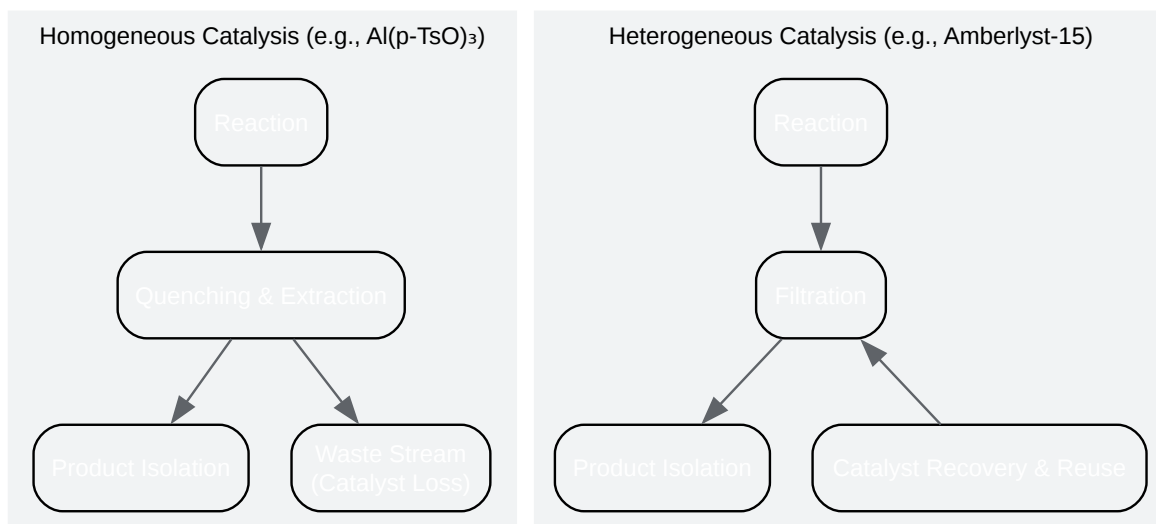 Homogeneous Catalysis (e.g., Al(p-TsO)₃)
Reaction
Quenching & Extraction
Product Isolation
Waste Stream
(Catalyst Loss)
Heterogeneous Catalysis (e.g., Amberlyst-15)
Reaction
Filtration
Product Isolation
Catalyst Recovery & Reuse